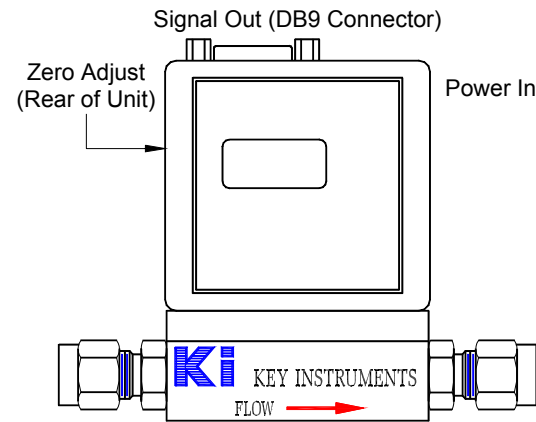 Signal Out (DB9 Connector)
Zero Adjust
(Rear of Unit)
Power In
Ki KEY INSTRUMENTS
FLOW